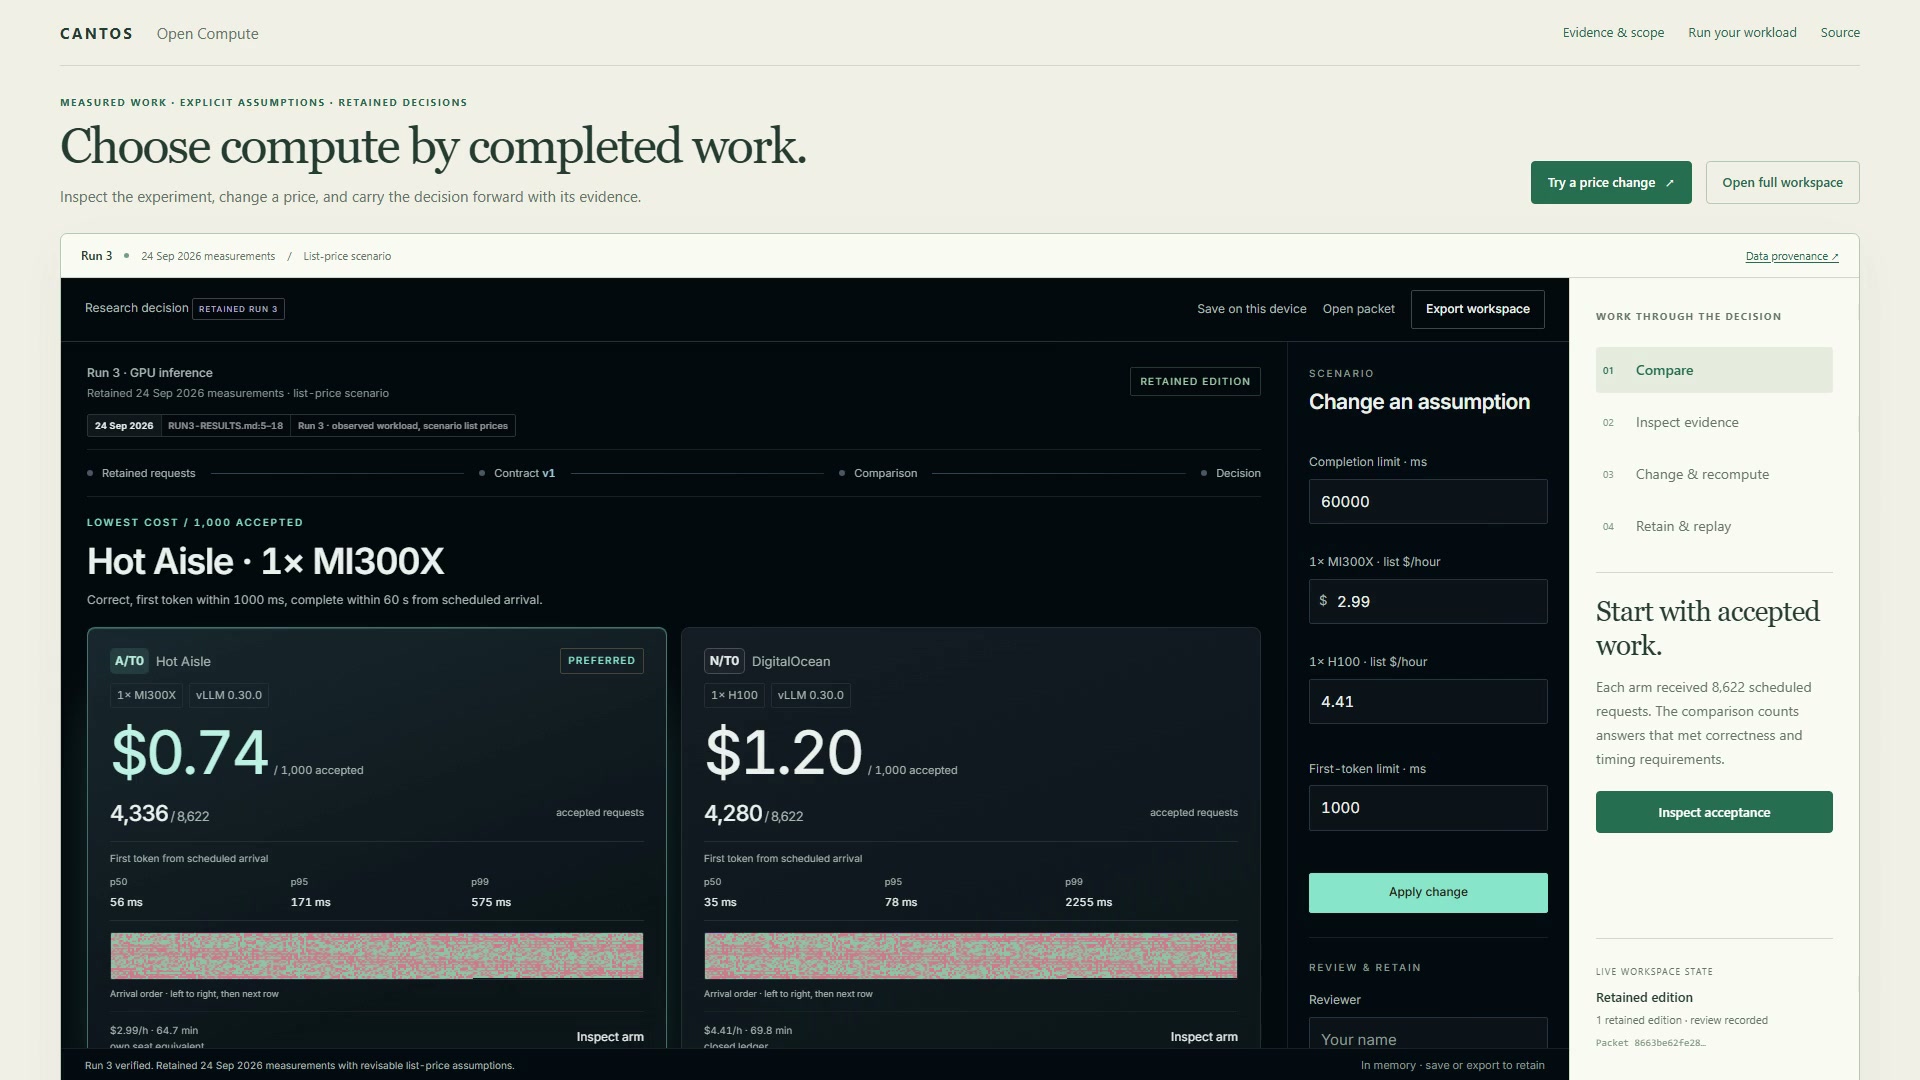 CANTOS Open Compute
Evidence & scope Run your workload Source
MEASURED WORK · EXPLICIT ASSUMPTIONS · RETAINED DECISIONS
Choose compute by completed work.
Inspect the experiment, change a price, and carry the decision forward with its evidence.
Try a price change ↗ Open full workspace
Run 3 • 24 Sep 2026 measurements / List-price scenario
Data provenance ↗
Research decision RETAINED RUN 3
Save on this device Open packet Export workspace
Run 3 · GPU inference
Retained 24 Sep 2026 measurements · list-price scenario
RETAINED EDITION
24 Sep 2026 RUN3-RESULTS.md:5–18 Run 3 · observed workload, scenario list prices
Retained requests Contract v1 Comparison Decision
LOWEST COST / 1,000 ACCEPTED
Hot Aisle · 1× MI300X
Correct, first token within 1000 ms, complete within 60 s from scheduled arrival.
A/T0 Hot Aisle PREFERRED
1× MI300X vLLM 0.30.0
$0.74 / 1,000 accepted
4,336 / 8,622 accepted requests
First token from scheduled arrival
p50 p95 p99
56 ms 171 ms 575 ms
Arrival order · left to right, then next row
$2.99/h · 64.7 min
own seat equivalent
Inspect arm
N/T0 DigitalOcean
1× H100 vLLM 0.30.0
$1.20 / 1,000 accepted
4,280 / 8,622 accepted requests
First token from scheduled arrival
p50 p95 p99
35 ms 78 ms 2255 ms
Arrival order · left to right, then next row
$4.41/h · 69.8 min
closed ledger
Inspect arm
SCENARIO
Change an assumption
Completion limit · ms
60000
1× MI300X · list $/hour
$ 2.99
1× H100 · list $/hour
4.41
First-token limit · ms
1000
Apply change
REVIEW & RETAIN
Reviewer
Your name
Run 3 verified. Retained 24 Sep 2026 measurements with revisable list-price assumptions.
In memory · save or export to retain
WORK THROUGH THE DECISION
01 Compare
02 Inspect evidence
03 Change & recompute
04 Retain & replay
Start with accepted
work.
Each arm received 8,622 scheduled
requests. The comparison counts
answers that met correctness and
timing requirements.
Inspect acceptance
LIVE WORKSPACE STATE
Retained edition
1 retained edition · review recorded
Packet 8663be62fe28…